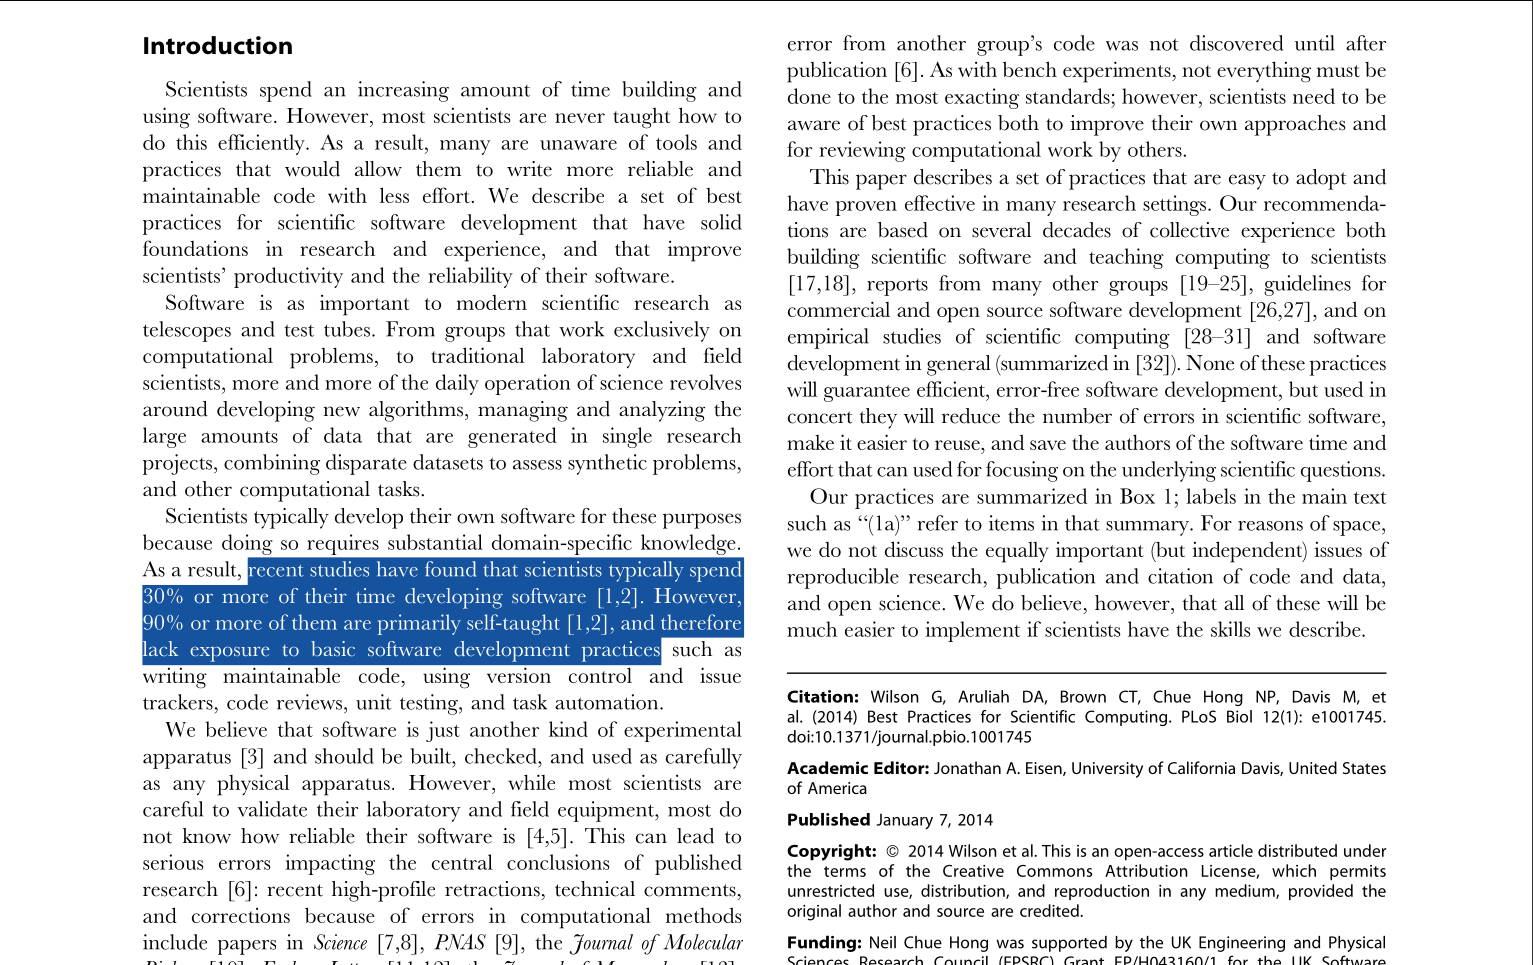 Introduction
Scientists spend an increasing amount of time building and
using software. However, most scientists are never taught how to
do this efficiently. As a result, many are unaware of tools and
practices that would allow them to write more reliable and
maintainable code with less effort. We describe a set of best
practices for scientific software development that have solid
foundations in research and experience, and that improve
scientists’ productivity and the reliability of their software.
Software is as important to modern scientific research as
telescopes and test tubes. From groups that work exclusively on
computational problems, to traditional laboratory and field
scientists, more and more of the daily operation of science revolves
around developing new algorithms, managing and analyzing the
large amounts of data that are generated in single research
projects, combining disparate datasets to assess synthetic problems,
and other computational tasks.
Scientists typically develop their own software for these purposes
because doing so requires substantial domain-specific knowledge.
As a result, recent studies have found that scientists typically spend
30% or more of their time developing software [1,2]. However,
90% or more of them are primarily self-taught [1,2], and therefore
lack exposure to basic software development practices such as
writing maintainable code, using version control and issue
trackers, code reviews, unit testing, and task automation.
We believe that software is just another kind of experimental
apparatus [3] and should be built, checked, and used as carefully
as any physical apparatus. However, while most scientists are
careful to validate their laboratory and field equipment, most do
not know how reliable their software is [4,5]. This can lead to
serious errors impacting the central conclusions of published
research [6]: recent high-profile retractions, technical comments,
and corrections because of errors in computational methods
include papers in Science [7,8], PNAS [9], the Journal of Molecular
error from another group’s code was not discovered until after
publication [6]. As with bench experiments, not everything must be
done to the most exacting standards; however, scientists need to be
aware of best practices both to improve their own approaches and
for reviewing computational work by others.
This paper describes a set of practices that are easy to adopt and
have proven effective in many research settings. Our recommenda-
tions are based on several decades of collective experience both
building scientific software and teaching computing to scientists
[17,18], reports from many other groups [19–25], guidelines for
commercial and open source software development [26,27], and on
empirical studies of scientific computing [28–31] and software
development in general (summarized in [32]). None of these practices
will guarantee efficient, error-free software development, but used in
concert they will reduce the number of errors in scientific software,
make it easier to reuse, and save the authors of the software time and
effort that can used for focusing on the underlying scientific questions.
Our practices are summarized in Box 1; labels in the main text
such as ‘‘(1a)’’ refer to items in that summary. For reasons of space,
we do not discuss the equally important (but independent) issues of
reproducible research, publication and citation of code and data,
and open science. We do believe, however, that all of these will be
much easier to implement if scientists have the skills we describe.
Citation: Wilson G, Aruliah DA, Brown CT, Chue Hong NP, Davis M, et
al. (2014) Best Practices for Scientific Computing. PLoS Biol 12(1): e1001745.
doi:10.1371/journal.pbio.1001745
Academic Editor: Jonathan A. Eisen, University of California Davis, United States
of America
Published January 7, 2014
Copyright: © 2014 Wilson et al. This is an open-access article distributed under
the terms of the Creative Commons Attribution License, which permits
unrestricted use, distribution, and reproduction in any medium, provided the
original author and source are credited.
Funding: Neil Chue Hong was supported by the UK Engineering and Physical
Sciences Research Council (EPSRC) Grant EP/H043160/1 for the UK Software